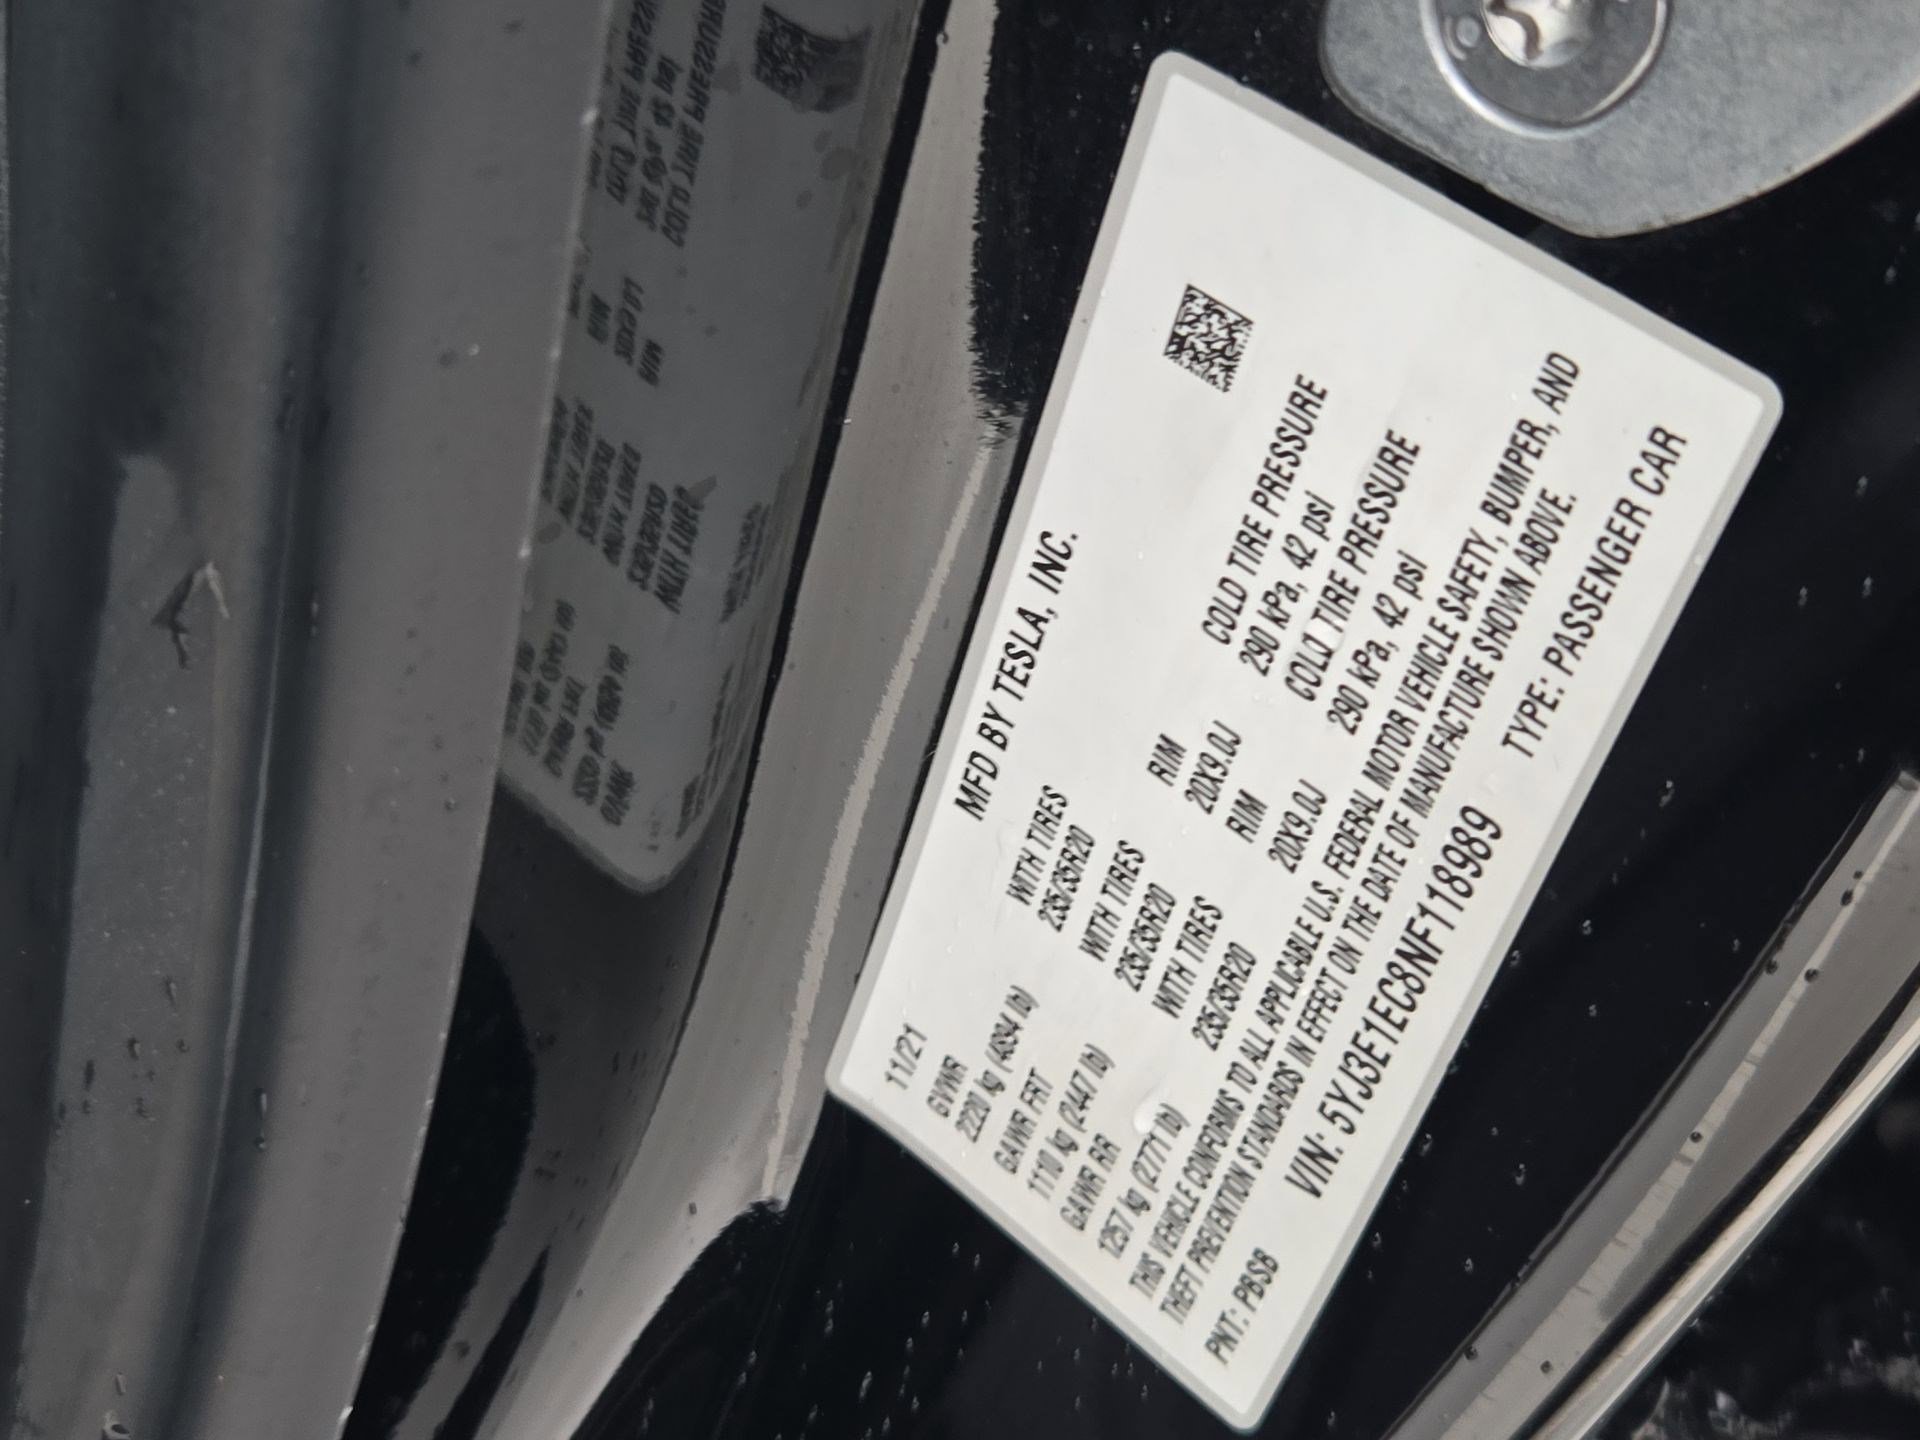 MFD BY TESLA, INC.
11/21
GVWR
2220 kg (4894 lb)
WITH TIRES
235/35R20
RIM
20X9.0J
COLD TIRE PRESSURE
290 kPa, 42 psi
GAWR FRT
1110 kg (2447 lb)
WITH TIRES
235/35R20
RIM
20X9.0J
COLD TIRE PRESSURE
290 kPa, 42 psi
GAWR RR
1257 kg (2771 lb)
WITH TIRES
235/35R20
THIS VEHICLE CONFORMS TO ALL APPLICABLE U.S. FEDERAL MOTOR VEHICLE SAFETY, BUMPER, AND
THEFT PREVENTION STANDARDS IN EFFECT ON THE DATE OF MANUFACTURE SHOWN ABOVE.
VIN: 5YJ3E1EC8NF118989
TYPE: PASSENGER CAR
PNT: PBSB